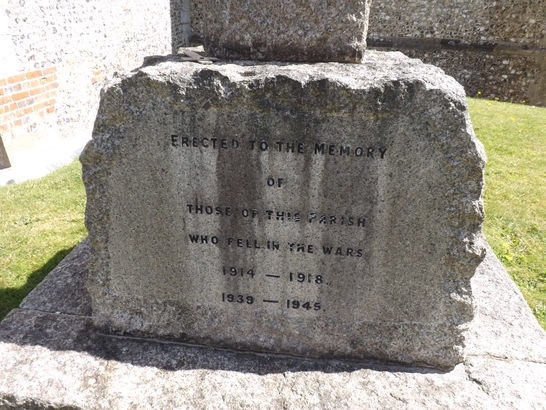 ERECTED TO THE MEMORY
OF
THOSE OF THIS PARISH
WHO FELL IN THE WARS
1914 — 1918.
1939 — 1945.